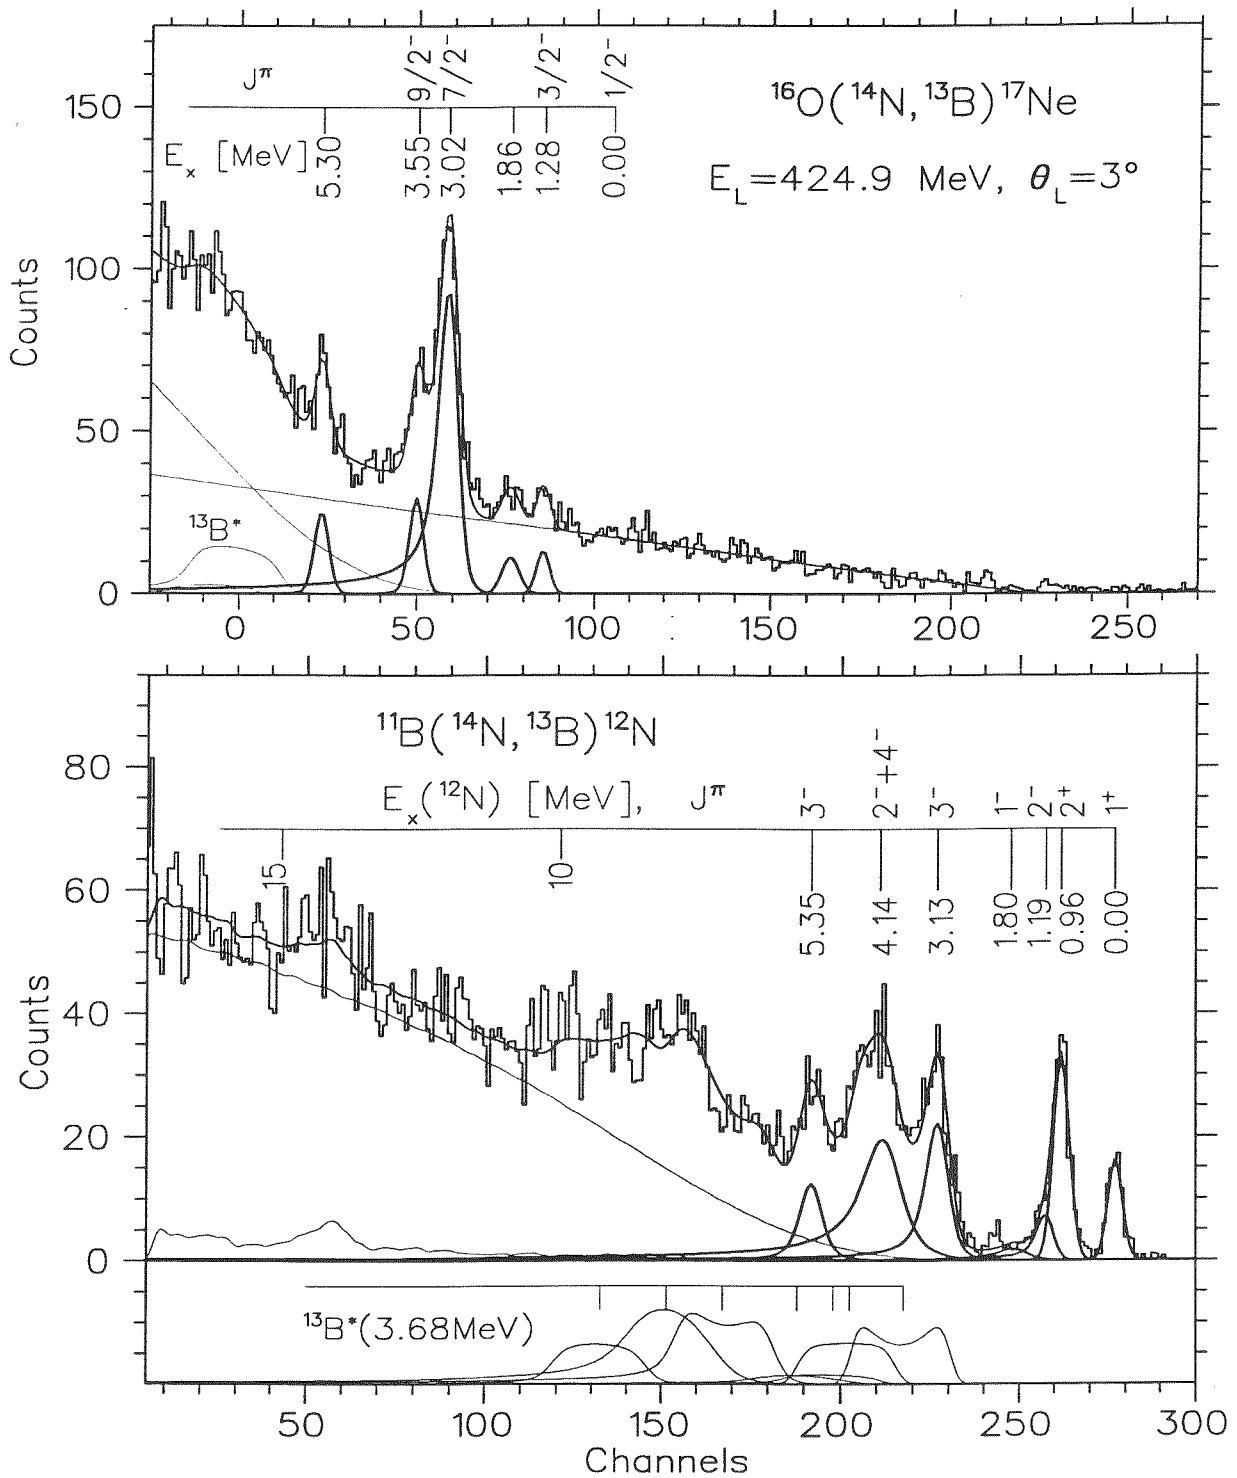 J^π 9/2⁻ 7/2⁻ 3/2⁻ 1/2⁻
¹⁶O(¹⁴N, ¹³B)¹⁷Ne
E_x [MeV] 5.30 3.55 3.02 1.86 1.28 0.00
E_L=424.9 MeV, θ_L=3°
150
100
50
0
Counts
¹³B*
0 50 100 150 200 250
¹¹B(¹⁴N, ¹³B)¹²N
E_x(¹²N) [MeV], J^π 3⁻ 2⁻+4⁻ 3⁻ 1⁻ 2⁻ 2⁺ 1⁺
15 10 5.35 4.14 3.13 1.80 1.19 0.96 0.00
80
60
40
20
0
Counts
¹³B*(3.68MeV)
50 100 150 200 250 300
Channels